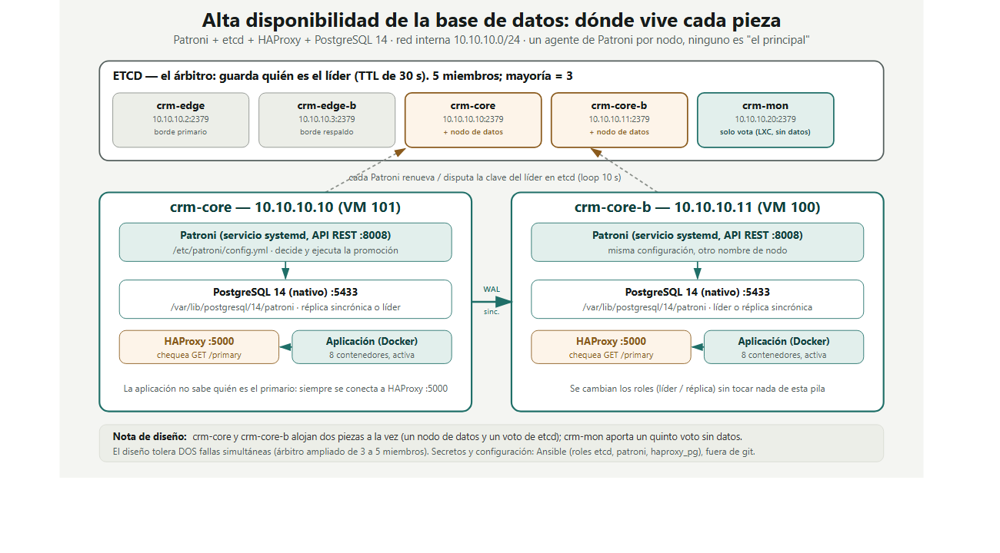 Alta disponibilidad de la base de datos: dónde vive cada pieza
Patroni + etcd + HAProxy + PostgreSQL 14 · red interna 10.10.10.0/24 · un agente de Patroni por nodo, ninguno es "el principal"
ETCD — el árbitro: guarda quién es el líder (TTL de 30 s). 5 miembros; mayoría = 3
crm-edge
10.10.10.2:2379
borde primario
crm-edge-b
10.10.10.3:2379
borde respaldo
crm-core
10.10.10.10:2379
+ nodo de datos
crm-core-b
10.10.10.11:2379
+ nodo de datos
crm-mon
10.10.10.20:2379
solo vota (LXC, sin datos)
cada Patroni renueva / disputa la clave del líder en etcd (loop 10 s)
crm-core — 10.10.10.10 (VM 101)
Patroni (servicio systemd, API REST :8008)
/etc/patroni/config.yml · decide y ejecuta la promoción
PostgreSQL 14 (nativo) :5433
/var/lib/postgresql/14/patroni · réplica sincrónica o líder
HAProxy :5000
chequea GET /primary
Aplicación (Docker)
8 contenedores, activa
La aplicación no sabe quién es el primario: siempre se conecta a HAProxy :5000
WAL
sinc.
crm-core-b — 10.10.10.11 (VM 100)
Patroni (servicio systemd, API REST :8008)
misma configuración, otro nombre de nodo
PostgreSQL 14 (nativo) :5433
/var/lib/postgresql/14/patroni · líder o réplica sincrónica
HAProxy :5000
chequea GET /primary
Aplicación (Docker)
8 contenedores, activa
Se cambian los roles (líder / réplica) sin tocar nada de esta pila
Nota de diseño: crm-core y crm-core-b alojan dos piezas a la vez (un nodo de datos y un voto de etcd); crm-mon aporta un quinto voto sin datos.
El diseño tolera DOS fallas simultáneas (árbitro ampliado de 3 a 5 miembros). Secretos y configuración: Ansible (roles etcd, patroni, haproxy_pg), fuera de git.